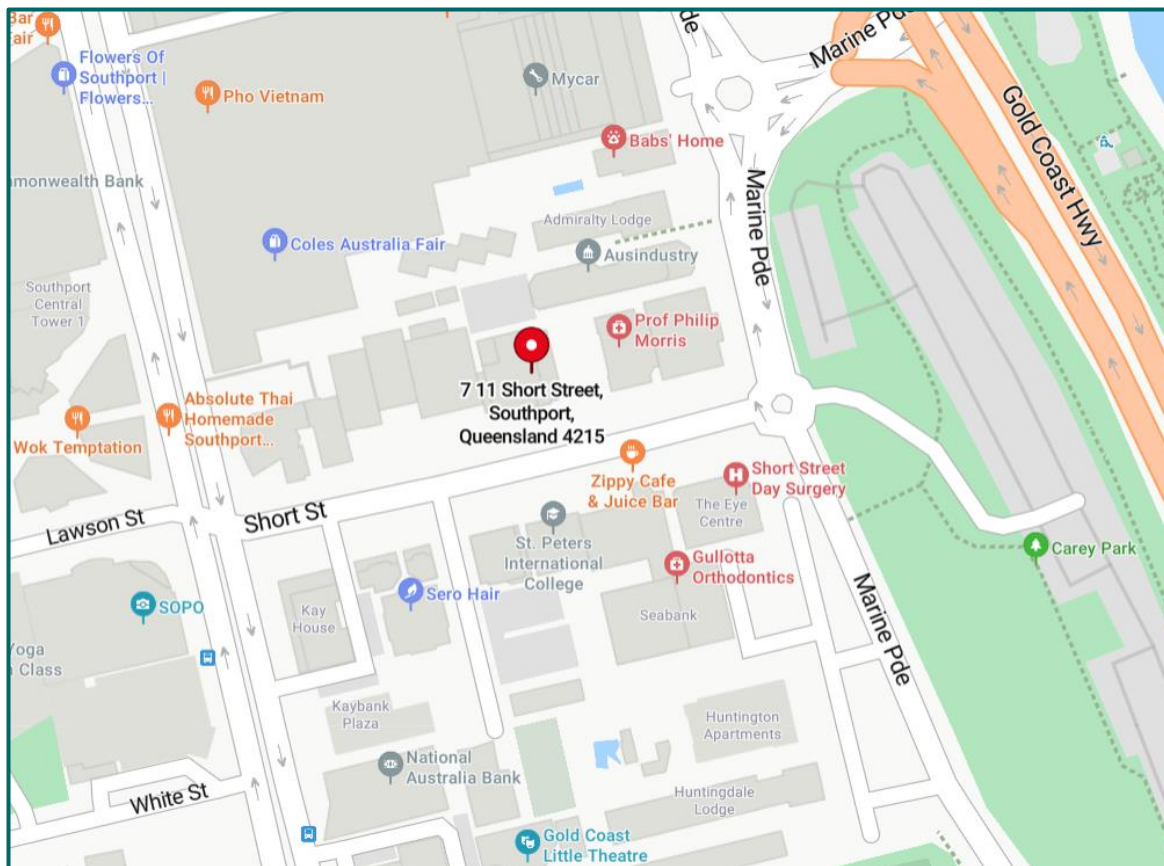 Bar
Fair
Flowers Of
Southport |
Flowers...
Pho Vietnam
Mycar
Babs' Home
Marine Pde
Gold Coast Hwy
Marine Pde
mmonwealth Bank
Admiralty Lodge
Coles Australia Fair
Ausindustry
Southport
Central
Tower 1
Prof Philip
Morris
7 11 Short Street,
Southport,
Queensland 4215
Absolute Thai
Homemade
Southport...
Wok Temptation
Zippy Cafe
& Juice Bar
Short Street
Day Surgery
The Eye
Centre
Lawson St
Short St
St. Peters
International
College
Carey Park
Gullotta
Orthodontics
SOPO
Kay
House
Sero Hair
Seabank
Marine Pde
Yoga
Class
Kaybank
Plaza
Huntington
Apartments
National
Australia Bank
White St
Huntingdale
Lodge
Gold Coast
Little Theatre